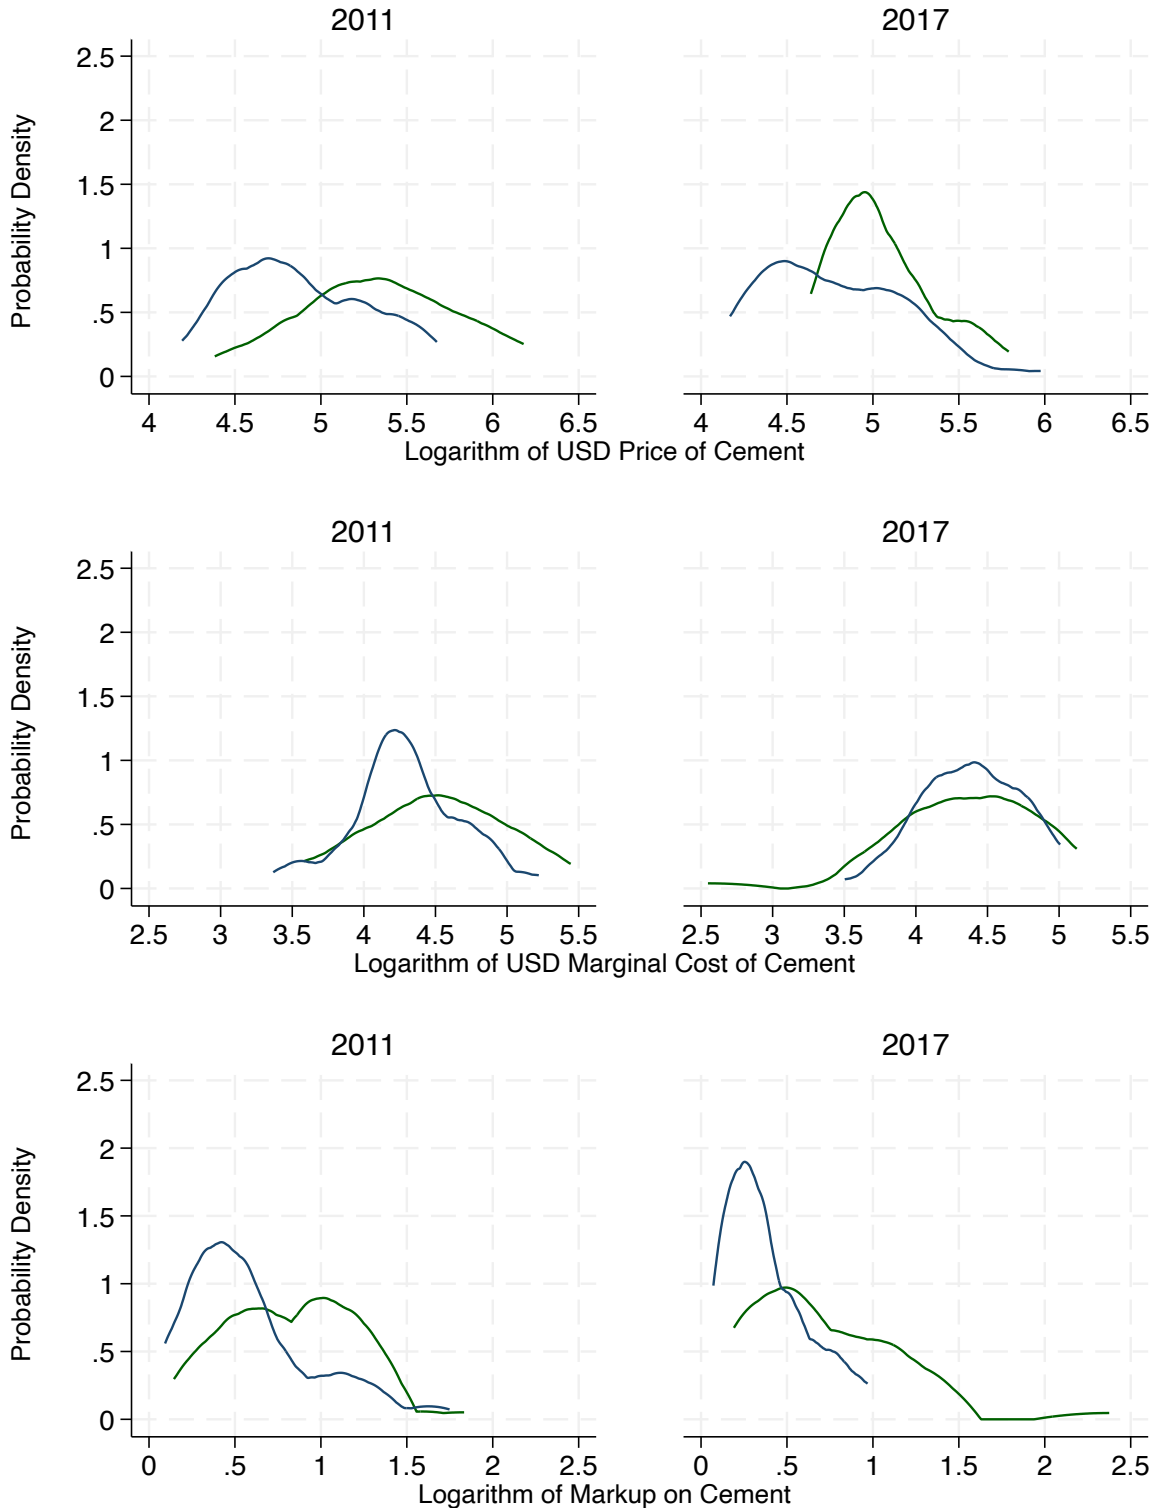 2011 2017
Probability Density
2.5
2
1.5
1
.5
0
4 4.5 5 5.5 6 6.5 4 4.5 5 5.5 6 6.5
Logarithm of USD Price of Cement
2011 2017
Probability Density
2.5
2
1.5
1
.5
0
2.5 3 3.5 4 4.5 5 5.5 2.5 3 3.5 4 4.5 5 5.5
Logarithm of USD Marginal Cost of Cement
2011 2017
Probability Density
2.5
2
1.5
1
.5
0
0 .5 1 1.5 2 2.5 0 .5 1 1.5 2 2.5
Logarithm of Markup on Cement